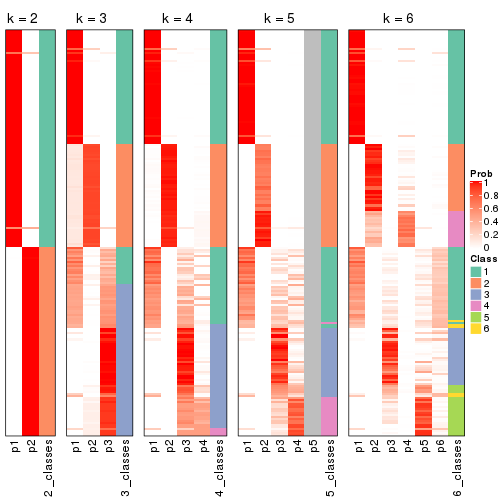 k = 2
k = 3
k = 4
k = 5
k = 6
p1
p2
2_classes
p1
p2
p3
3_classes
p1
p2
p3
p4
4_classes
p1
p2
p3
p4
p5
5_classes
p1
p2
p3
p4
p5
p6
6_classes
Prob
1
0.8
0.6
0.4
0.2
0
Class
1
2
3
4
5
6